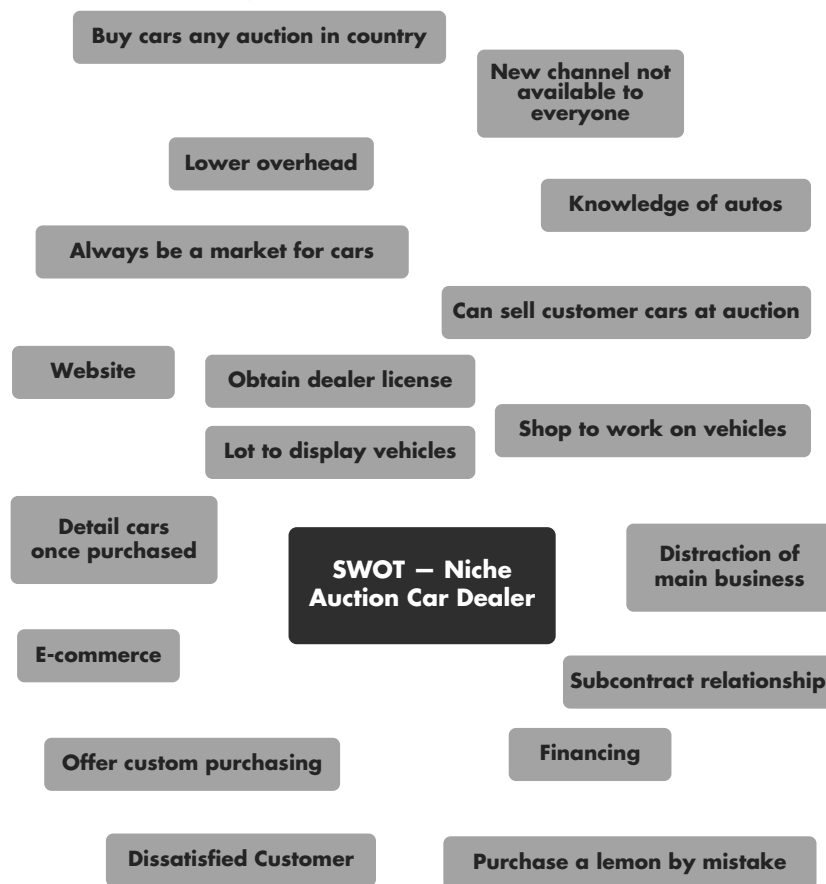 Buy cars any auction in country
New channel not
available to
everyone
Lower overhead
Knowledge of autos
Always be a market for cars
Can sell customer cars at auction
Website
Obtain dealer license
Shop to work on vehicles
Lot to display vehicles
Detail cars
once purchased
SWOT — Niche
Auction Car Dealer
Distraction of
main business
E-commerce
Subcontract relationship
Financing
Offer custom purchasing
Dissatisfied Customer
Purchase a lemon by mistake